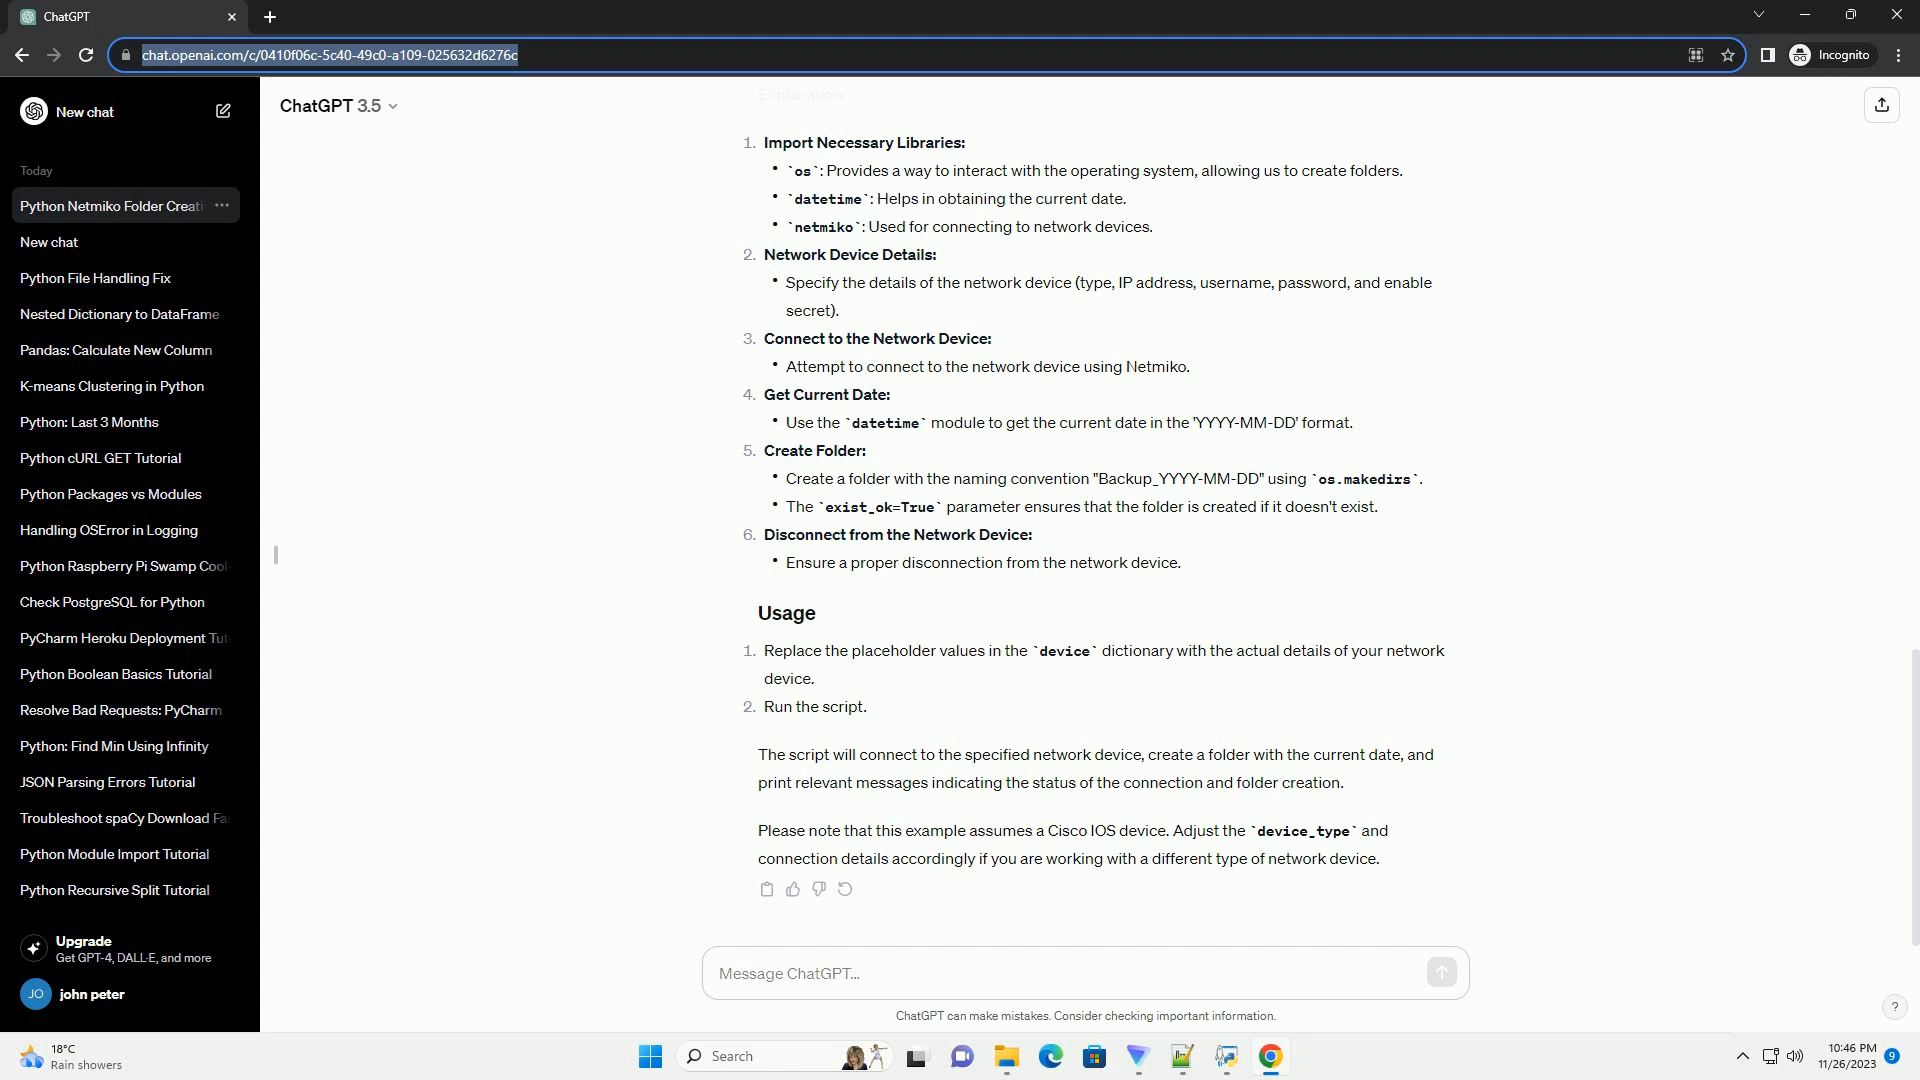 ChatGPT
chat.openai.com/c/0410f06c-5c40-49c0-a109-025632d6276c
Incognito
New chat
ChatGPT 3.5
Explanation:
Today
Python Netmiko Folder Creati
New chat
Python File Handling Fix
Nested Dictionary to DataFrame
Pandas: Calculate New Column
K-means Clustering in Python
Python: Last 3 Months
Python cURL GET Tutorial
Python Packages vs Modules
Handling OSError in Logging
Python Raspberry Pi Swamp Cool
Check PostgreSQL for Python
PyCharm Heroku Deployment Tut
Python Boolean Basics Tutorial
Resolve Bad Requests: PyCharm
Python: Find Min Using Infinity
JSON Parsing Errors Tutorial
Troubleshoot spaCy Download Fa
Python Module Import Tutorial
Python Recursive Split Tutorial
Upgrade
Get GPT-4, DALL·E, and more
JO john peter
1. Import Necessary Libraries:
• `os`: Provides a way to interact with the operating system, allowing us to create folders.
• `datetime`: Helps in obtaining the current date.
• `netmiko`: Used for connecting to network devices.
2. Network Device Details:
• Specify the details of the network device (type, IP address, username, password, and enable
secret).
3. Connect to the Network Device:
• Attempt to connect to the network device using Netmiko.
4. Get Current Date:
• Use the `datetime` module to get the current date in the 'YYYY-MM-DD' format.
5. Create Folder:
• Create a folder with the naming convention "Backup_YYYY-MM-DD" using `os.makedirs`.
• The `exist_ok=True` parameter ensures that the folder is created if it doesn't exist.
6. Disconnect from the Network Device:
• Ensure a proper disconnection from the network device.
Usage
1. Replace the placeholder values in the `device` dictionary with the actual details of your network
device.
2. Run the script.
The script will connect to the specified network device, create a folder with the current date, and
print relevant messages indicating the status of the connection and folder creation.
Please note that this example assumes a Cisco IOS device. Adjust the `device_type` and
connection details accordingly if you are working with a different type of network device.
Message ChatGPT...
ChatGPT can make mistakes. Consider checking important information.
?
18°C
Rain showers
Search
10:46 PM
11/26/2023
9